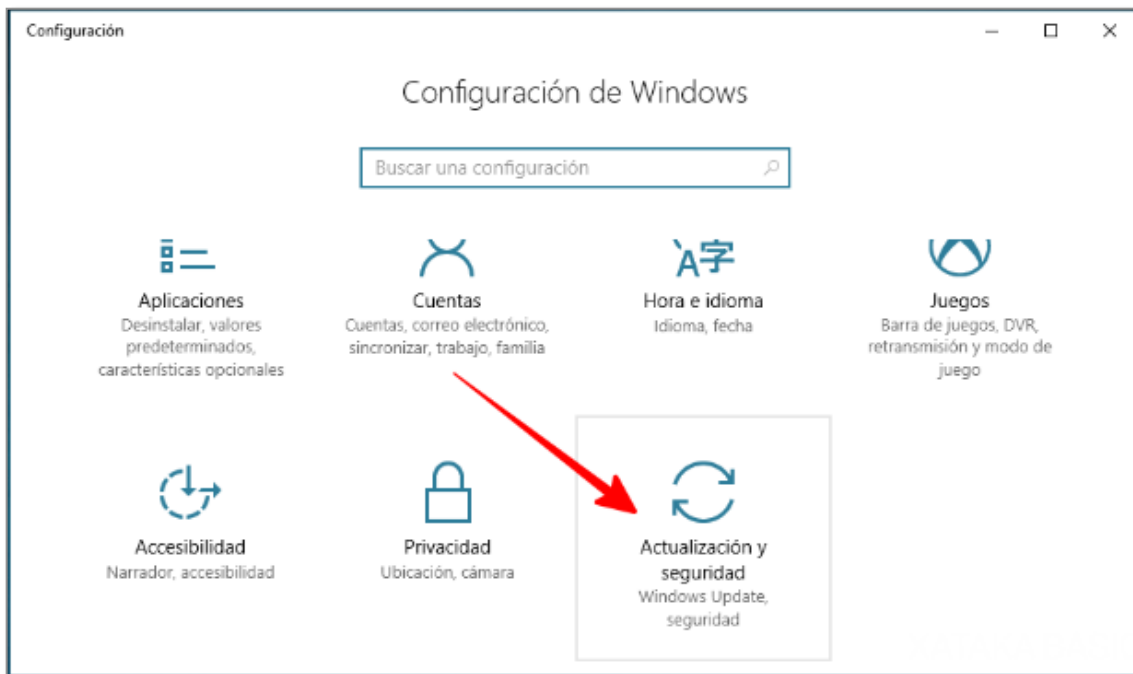 Configuración
Configuración de Windows
Buscar una configuración
Aplicaciones
Desinstalar, valores
predeterminados,
características opcionales
Cuentas
Cuentas, correo electrónico,
sincronizar, trabajo, familia
A字
Hora e idioma
Idioma, fecha
Juegos
Barra de juegos, DVR,
retransmisión y modo de
juego
Accesibilidad
Narrador, accesibilidad
Privacidad
Ubicación, cámara
Actualización y
seguridad
Windows Update,
seguridad